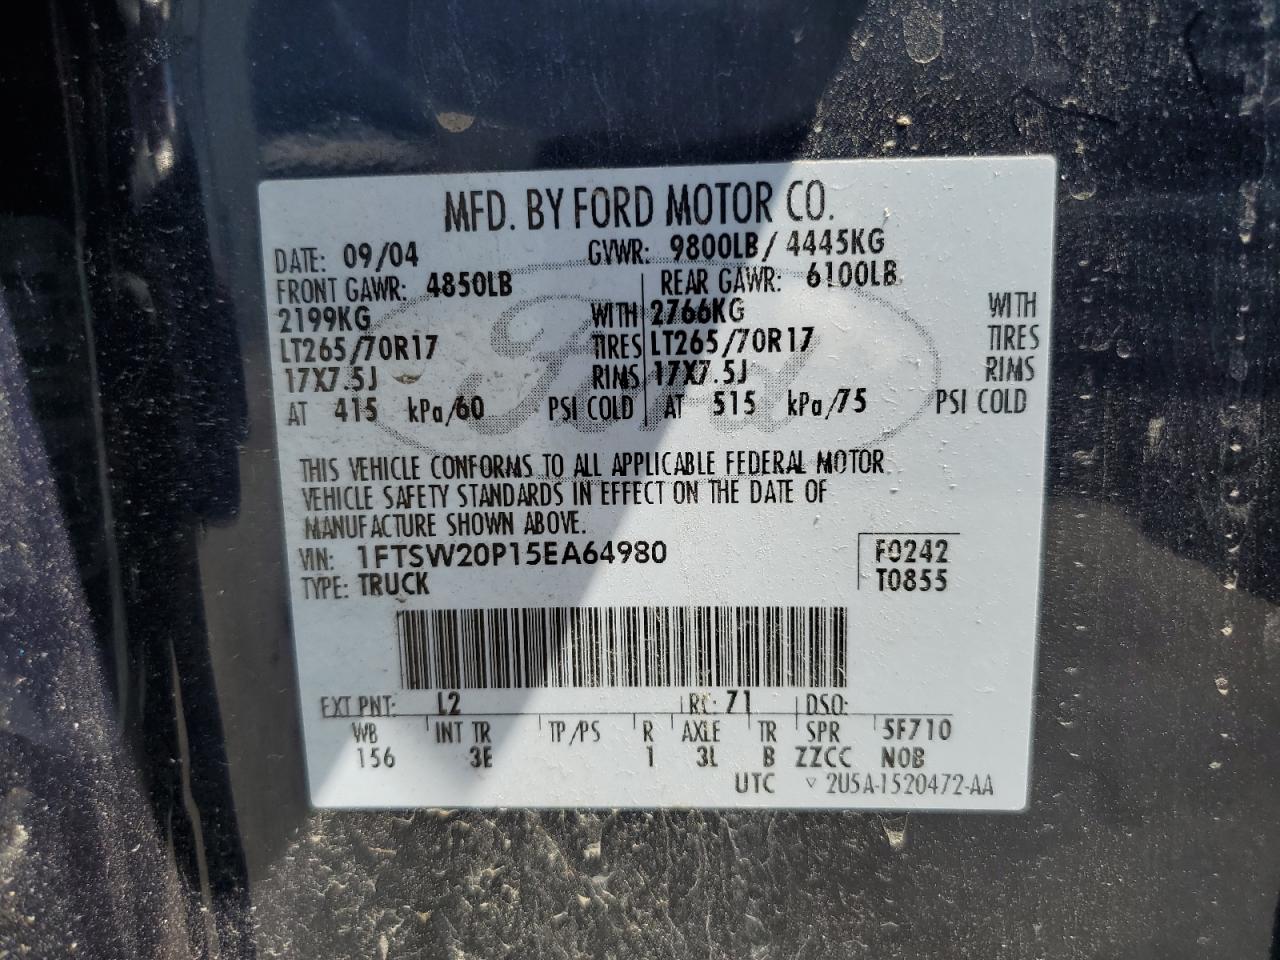 MFD. BY FORD MOTOR CO.
DATE: 09/04 GVWR: 9800LB / 4445KG
FRONT GAWR: 4850LB REAR GAWR: 6100LB
2199KG WITH 2766KG WITH
LT265/70R17 TIRES LT265/70R17 TIRES
17X7.5J RIMS 17X7.5J RIMS
AT 415 kPa/60 PSI COLD AT 515 kPa/75 PSI COLD
Ford
THIS VEHICLE CONFORMS TO ALL APPLICABLE FEDERAL MOTOR
VEHICLE SAFETY STANDARDS IN EFFECT ON THE DATE OF
MANUFACTURE SHOWN ABOVE.
VIN: 1FTSW20P15EA64980 F0242
TYPE: TRUCK T0855
EXT PNT: L2 RC: 71 DSO:
WB INT TR TP/PS R AXLE TR SPR 5F710
156 3E 1 3L B ZZCC NOB
UTC ▽ 2U5A-1520472-AA